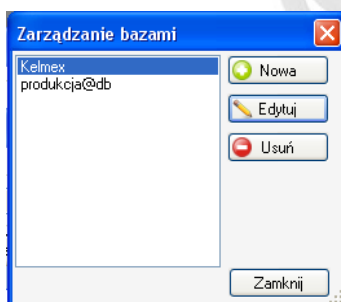 Zarządzanie bazami
Kelmex
produkcja@db
Nowa
Edytuj
Usuń
Zamknij